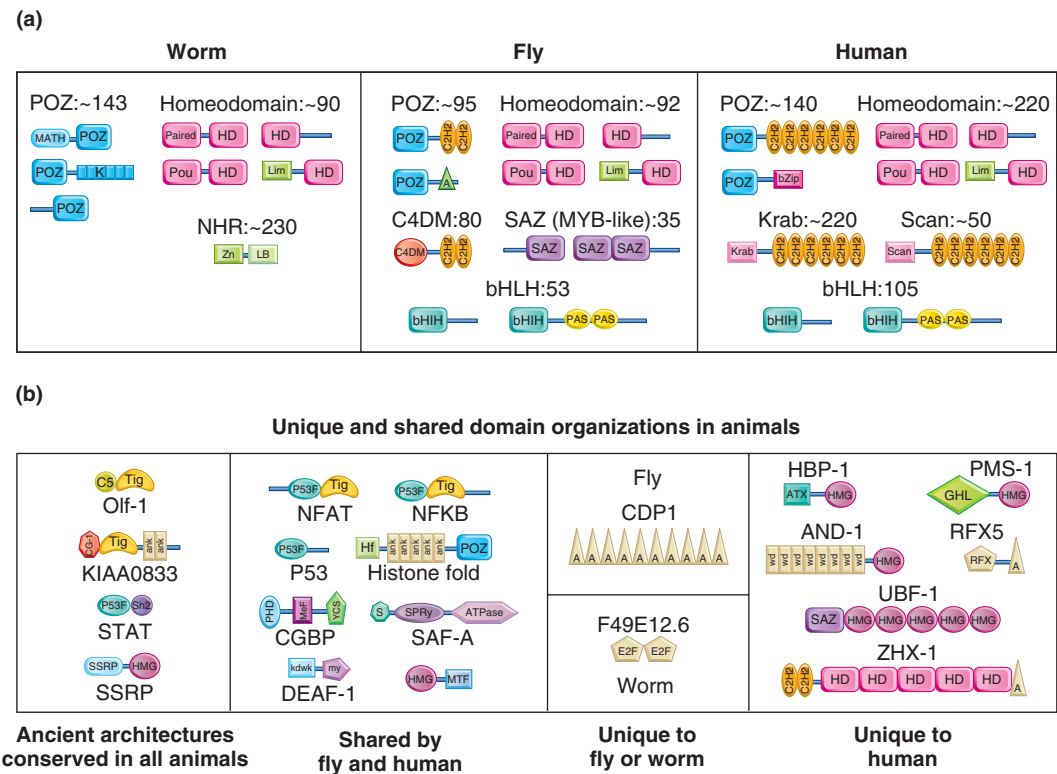 (a)
Worm
Fly
Human
POZ:~143
Homeodomain:~90
MATH POZ
Paired HD HD
POZ K
Pou HD Lim HD
POZ
NHR:~230
Zn LB
POZ:~95
Homeodomain:~92
POZ C2H2 C2H2
Paired HD HD
POZ A
Pou HD Lim HD
C4DM:80
SAZ (MYB-like):35
C4DM C2H2 C2H2
SAZ SAZ SAZ
bHLH:53
bHIH bHIH PAS PAS
POZ:~140
Homeodomain:~220
POZ C2H2 C2H2 C2H2 C2H2 C2H2 C2H2
Paired HD HD
POZ bZip
Pou HD Lim HD
Krab:~220
Scan:~50
Krab C2H2 C2H2 C2H2 C2H2 C2H2 C2H2
Scan C2H2 C2H2 C2H2 C2H2 C2H2 C2H2
bHLH:105
bHIH bHIH PAS PAS
(b)
Unique and shared domain organizations in animals
C5 Tig
Olf-1
CG-1 Tig ank ank
KIAA0833
P53F Sh2
STAT
SSRP HMG
SSRP
Ancient architectures
conserved in all animals
P53F Tig
NFAT
P53F Tig
NFKB
P53F
P53
Hf ank ank ank ank ank POZ
Histone fold
PHD MeF YCS
CGBP
S SPRy ATPase
SAF-A
kdwk my
DEAF-1
HMG MTF
Shared by
fly and human
Fly
CDP1
A A A A A A A A A
F49E12.6
E2F E2F
Worm
Unique to
fly or worm
HBP-1
ATX HMG
PMS-1
GHL HMG
AND-1
wd wd wd wd wd wd wd HMG
RFX5
RFX A
UBF-1
SAZ HMG HMG HMG HMG HMG
ZHX-1
C2H2 C2H2 HD HD HD HD HD A
Unique to
human